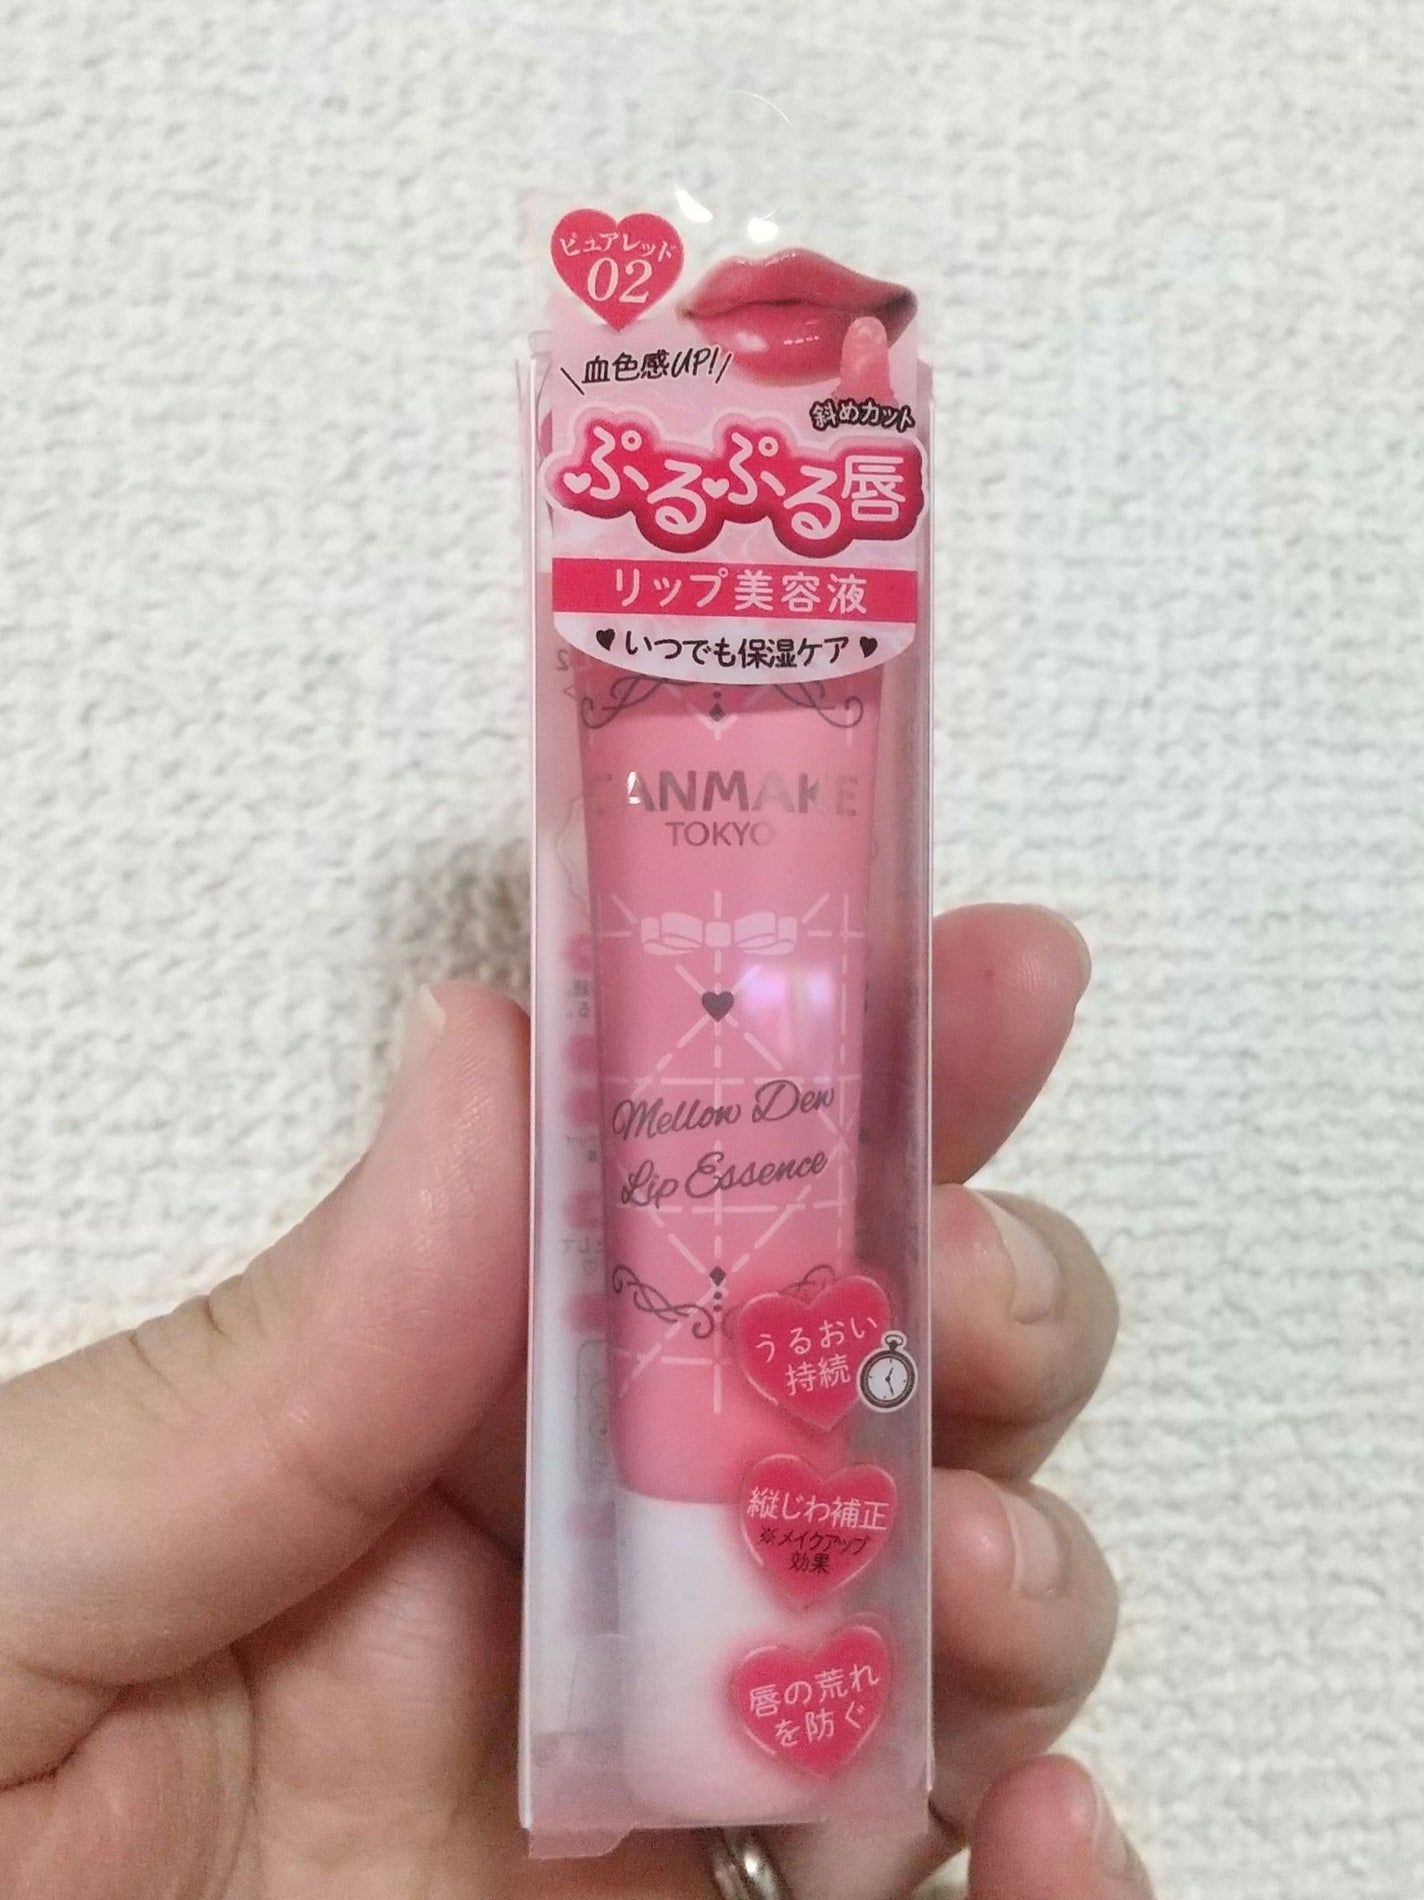 ピュアレッド
02
血色感UP!
斜めカット
ぷるぷる唇
リップ美容液
いつでも保湿ケア
CANMAKE
TOKYO
Mellow Dew
Lip Essence
うるおい
持続
縦じわ補正
※メイクアップ
効果
唇の荒れ
を防ぐ